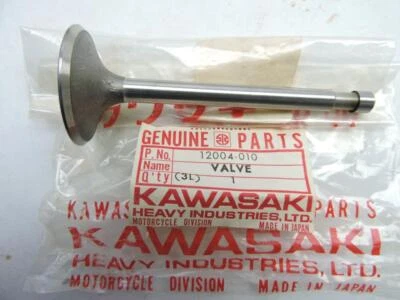 GENUINE PARTS
P. No. 12004-010
Name VALVE
Q'ty (3L) 1
KAWASAKI
HEAVY INDUSTRIES, LTD.
MOTORCYCLE DIVISION MADE IN JAPAN
PARTS
KAWASAKI
HEAVY INDUSTRIES, LTD.
MOTORCYCLE DIVISION MADE IN JAPAN